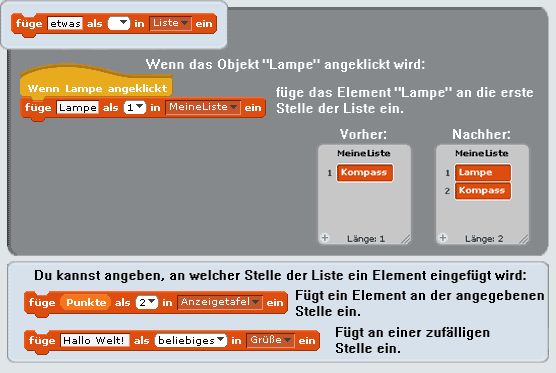 füge etwas als in Liste ein
Wenn das Objekt "Lampe" angeklickt wird:
Wenn Lampe angeklickt
füge Lampe als 1 in MeineListe ein
füge das Element "Lampe" an die erste
Stelle der Liste ein.
Vorher:
MeineListe
1 Kompass
+ Länge: 1
Nachher:
MeineListe
1 Lampe
2 Kompass
+ Länge: 2
Du kannst angeben, an welcher Stelle der Liste ein Element eingefügt wird:
füge Punkte als 2 in Anzeigetafel ein
Fügt ein Element an der angegebenen
Stelle ein.
füge Hallo Welt! als beliebiges in Grüße ein
Fügt an einer zufälligen
Stelle ein.